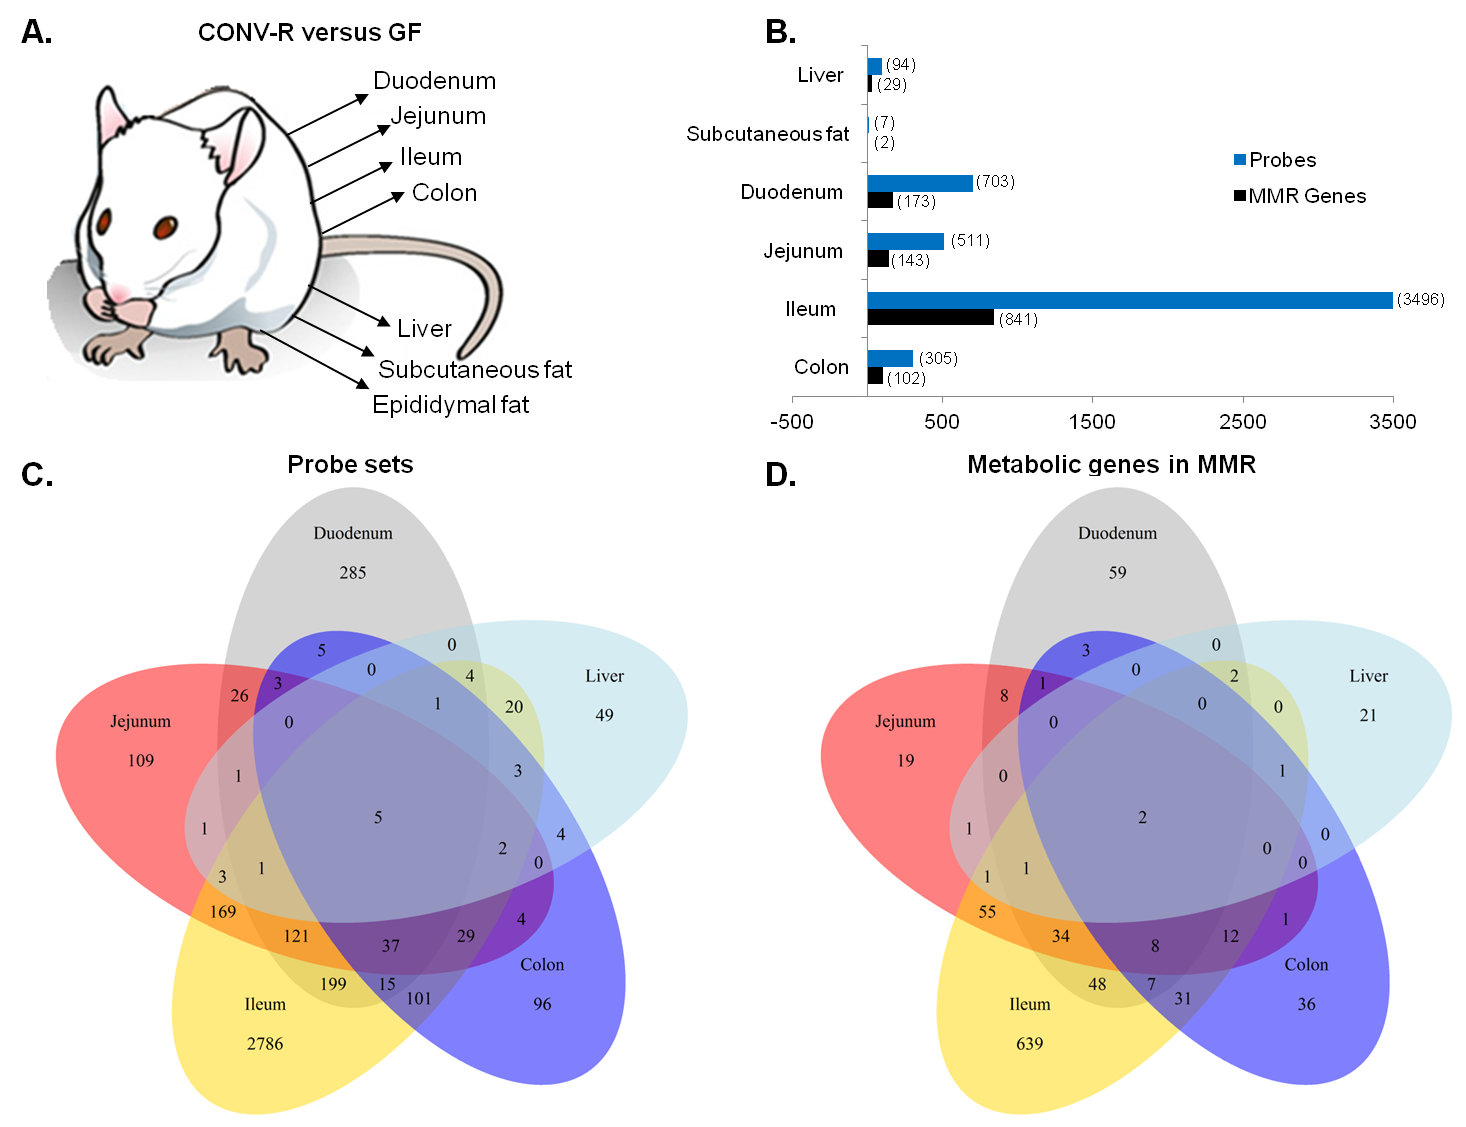 A.
CONV-R versus GF
Duodenum
Jejunum
Ileum
Colon
Liver
Subcutaneous fat
Epididymal fat
B.
Liver
(94)
(29)
Subcutaneous fat
(7)
(2)
Duodenum
(703)
(173)
Jejunum
(511)
(143)
Ileum
(3496)
(841)
Colon
(305)
(102)
Probes
MMR Genes
-500 500 1500 2500 3500
C.
Probe sets
Duodenum
285
5
0
0
4
Liver
26
3
1
20
49
Jejunum
0
109
1
3
5
1
4
2
0
3
1
169
4
121
37
29
Colon
199
15
101
96
Ileum
2786
D.
Metabolic genes in MMR
Duodenum
59
3
0
0
2
Liver
8
1
0
0
21
Jejunum
0
19
0
1
2
1
0
0
0
1
1
55
1
34
8
12
Colon
48
7
31
36
Ileum
639